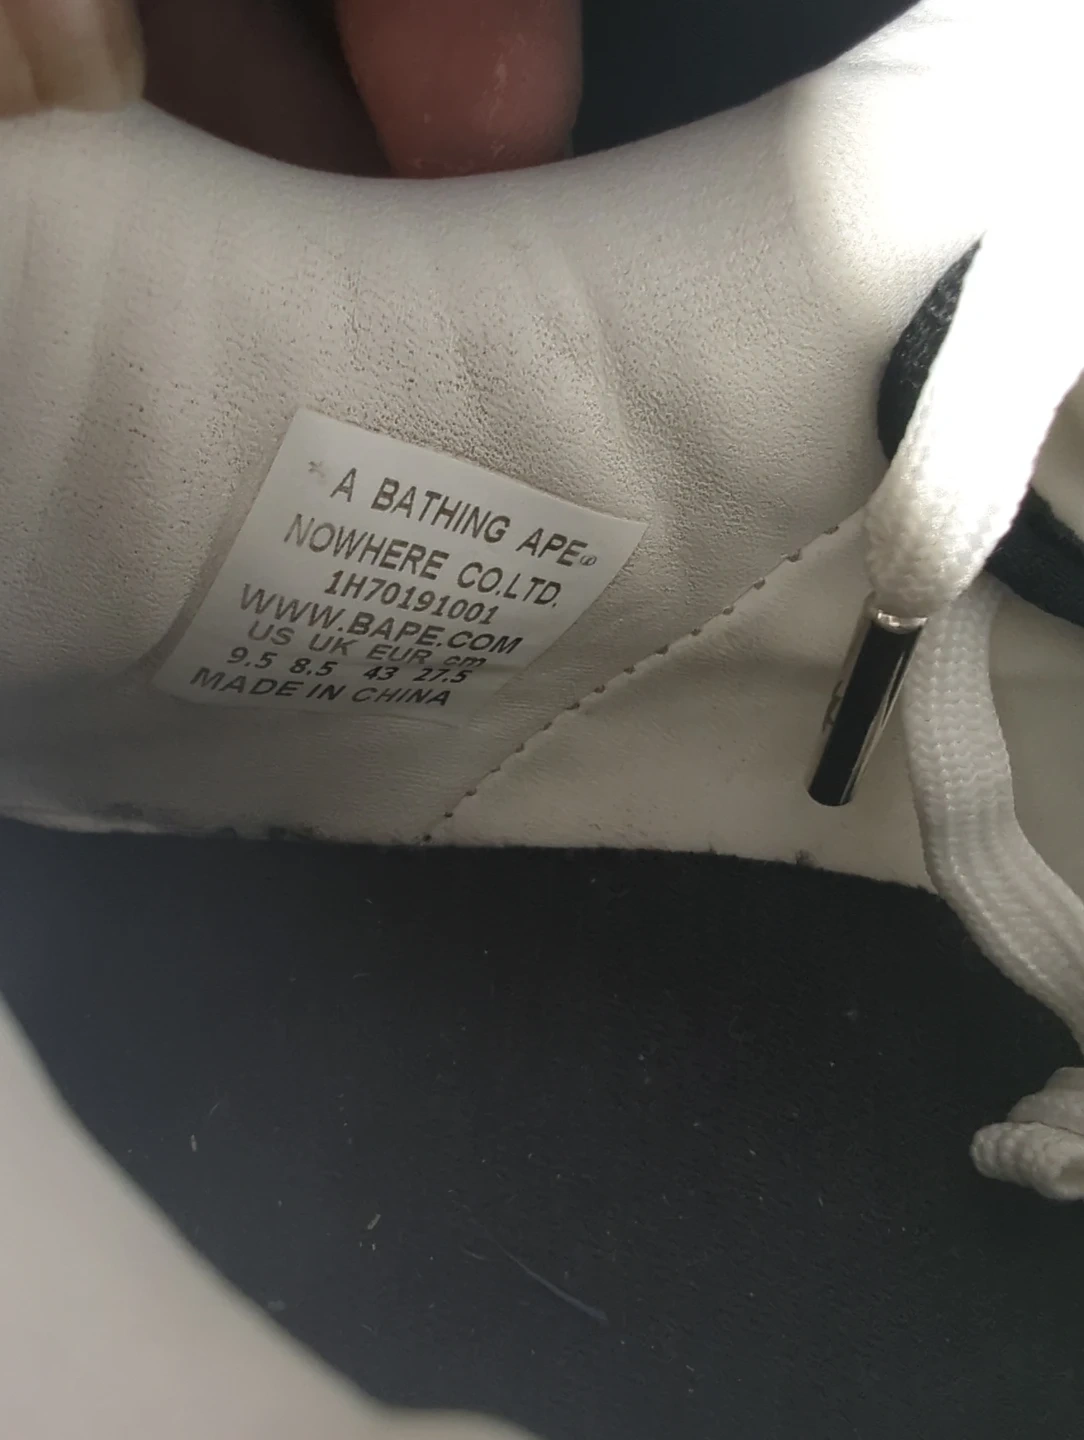 A BATHING APE®
NOWHERE CO.LTD.
1H70191001
WWW.BAPE.COM
US UK EUR cm
9.5 8.5 43 27.5
MADE IN CHINA